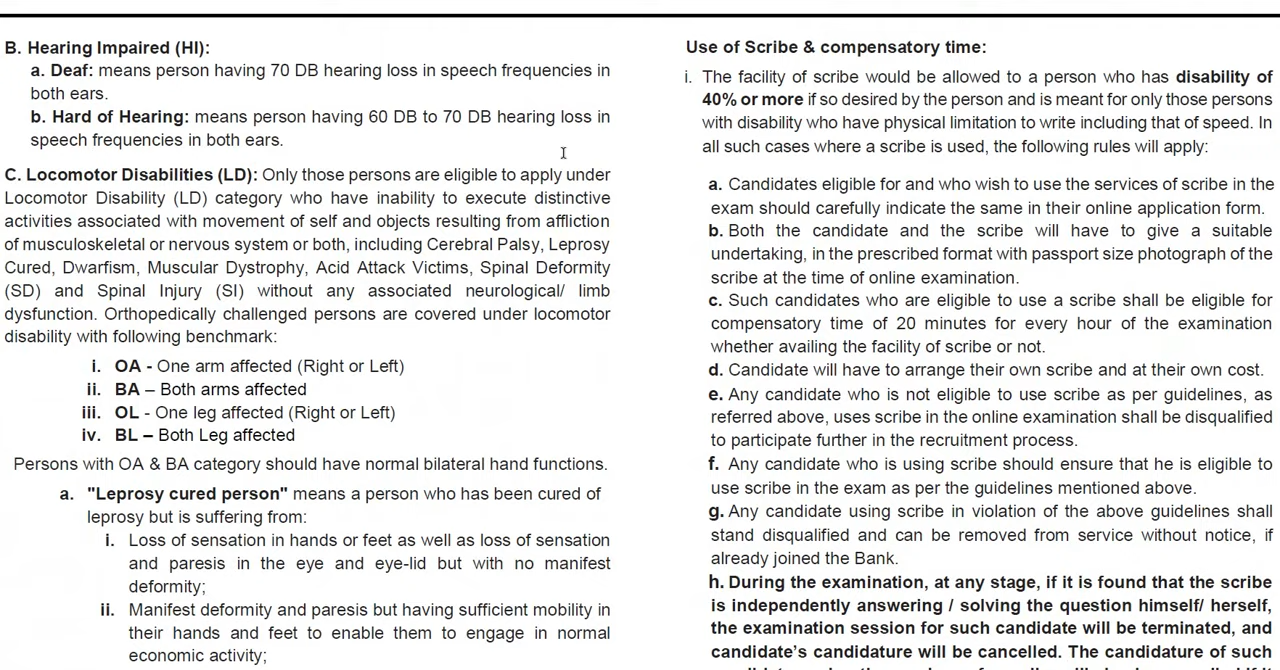 B. Hearing Impaired (HI):
a. Deaf: means person having 70 DB hearing loss in speech frequencies in
both ears.
b. Hard of Hearing: means person having 60 DB to 70 DB hearing loss in
speech frequencies in both ears.
C. Locomotor Disabilities (LD): Only those persons are eligible to apply under
Locomotor Disability (LD) category who have inability to execute distinctive
activities associated with movement of self and objects resulting from affliction
of musculoskeletal or nervous system or both, including Cerebral Palsy, Leprosy
Cured, Dwarfism, Muscular Dystrophy, Acid Attack Victims, Spinal Deformity
(SD) and Spinal Injury (SI) without any associated neurological/ limb
dysfunction. Orthopedically challenged persons are covered under locomotor
disability with following benchmark:
i. OA - One arm affected (Right or Left)
ii. BA – Both arms affected
iii. OL - One leg affected (Right or Left)
iv. BL – Both Leg affected
Persons with OA & BA category should have normal bilateral hand functions.
a. "Leprosy cured person" means a person who has been cured of
leprosy but is suffering from:
i. Loss of sensation in hands or feet as well as loss of sensation
and paresis in the eye and eye-lid but with no manifest
deformity;
ii. Manifest deformity and paresis but having sufficient mobility in
their hands and feet to enable them to engage in normal
economic activity;
Use of Scribe & compensatory time:
i. The facility of scribe would be allowed to a person who has disability of
40% or more if so desired by the person and is meant for only those persons
with disability who have physical limitation to write including that of speed. In
all such cases where a scribe is used, the following rules will apply:
a. Candidates eligible for and who wish to use the services of scribe in the
exam should carefully indicate the same in their online application form.
b. Both the candidate and the scribe will have to give a suitable
undertaking, in the prescribed format with passport size photograph of the
scribe at the time of online examination.
c. Such candidates who are eligible to use a scribe shall be eligible for
compensatory time of 20 minutes for every hour of the examination
whether availing the facility of scribe or not.
d. Candidate will have to arrange their own scribe and at their own cost.
e. Any candidate who is not eligible to use scribe as per guidelines, as
referred above, uses scribe in the online examination shall be disqualified
to participate further in the recruitment process.
f. Any candidate who is using scribe should ensure that he is eligible to
use scribe in the exam as per the guidelines mentioned above.
g. Any candidate using scribe in violation of the above guidelines shall
stand disqualified and can be removed from service without notice, if
already joined the Bank.
h. During the examination, at any stage, if it is found that the scribe
is independently answering / solving the question himself/ herself,
the examination session for such candidate will be terminated, and
candidate's candidature will be cancelled. The candidature of such